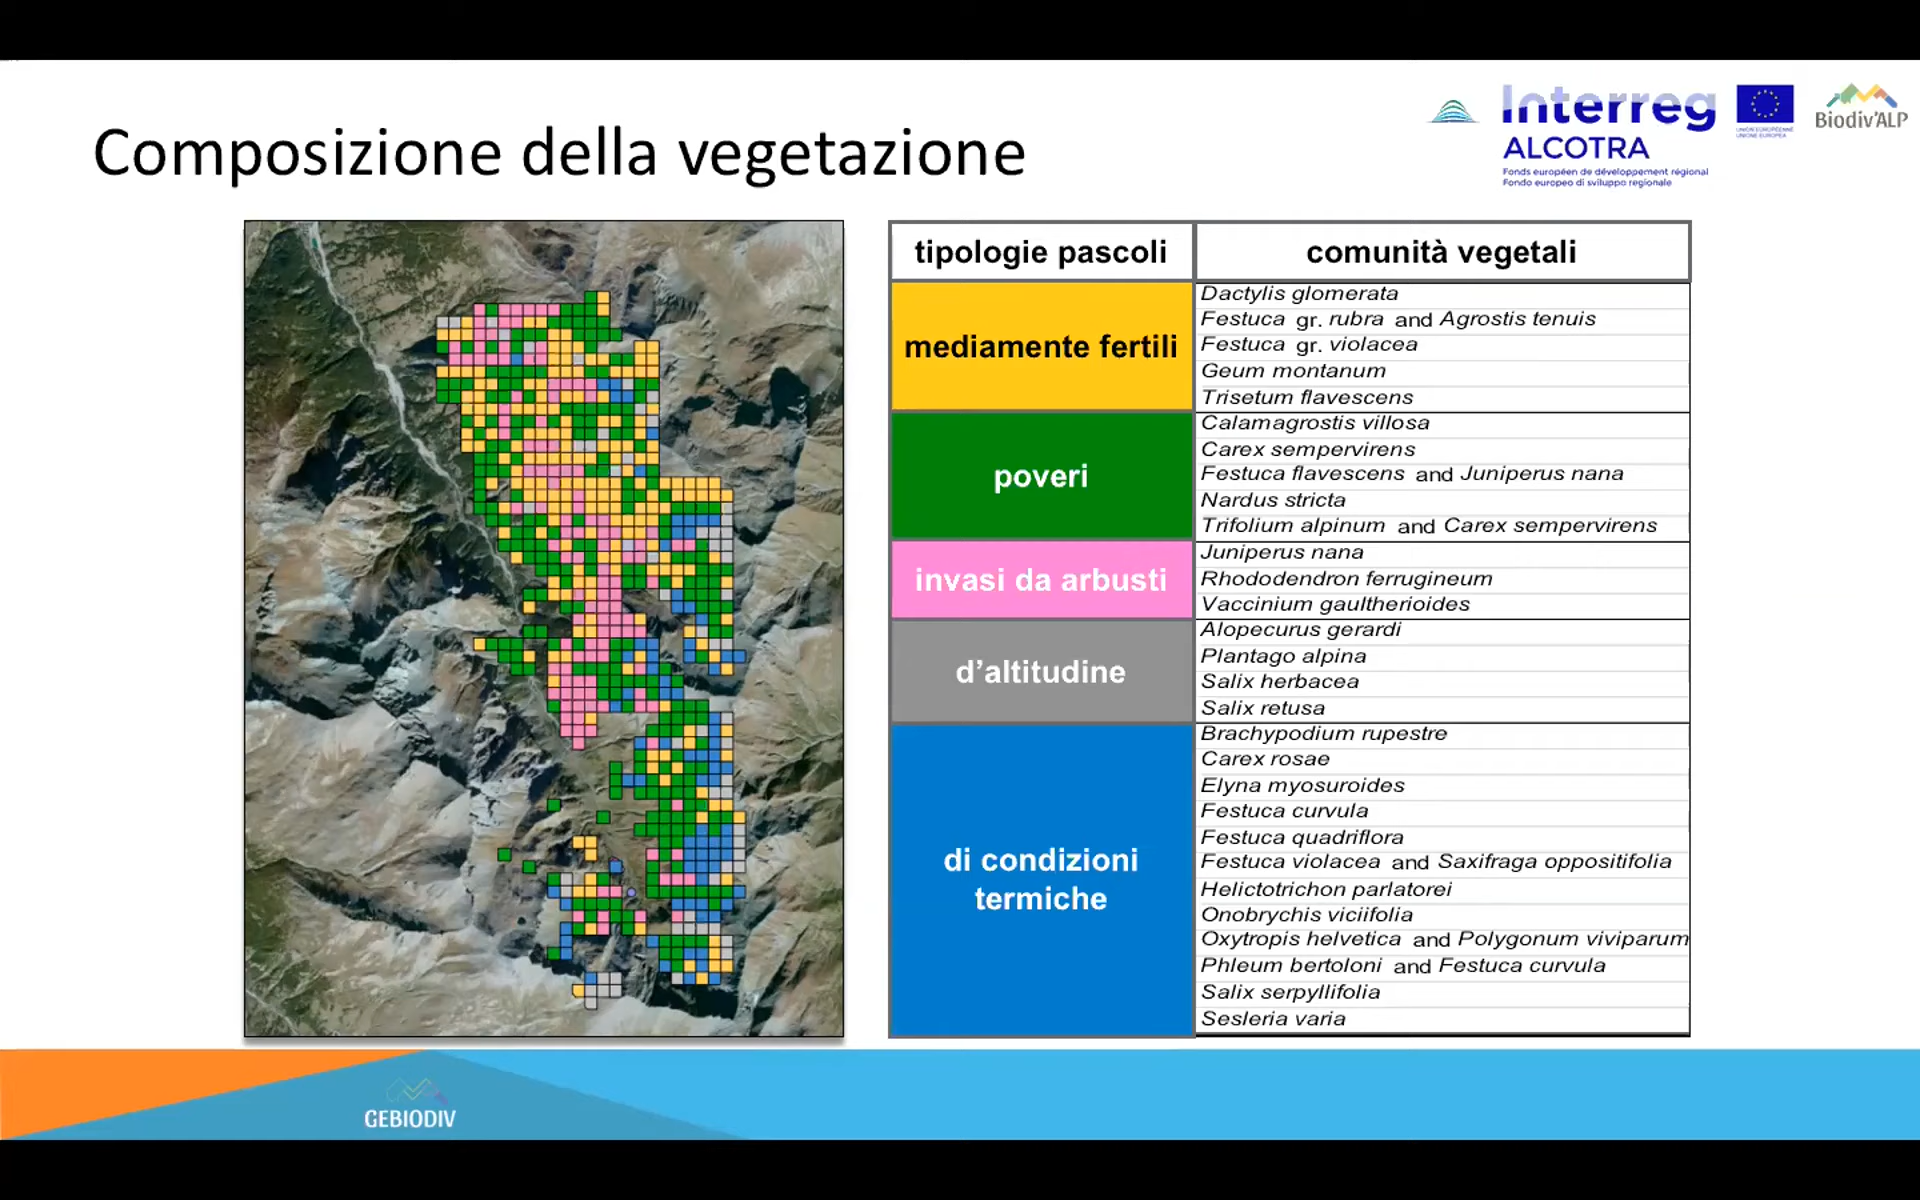 Composizione della vegetazione
Interreg
ALCOTRA
Fonds européen de développement régional
Fondo europeo di sviluppo regionale
UNION EUROPÉENNE
UNIONE EUROPEA
Biodiv'ALP
tipologie pascoli
comunità vegetali
mediamente fertili
Dactylis glomerata
Festuca gr. rubra and Agrostis tenuis
Festuca gr. violacea
Geum montanum
Trisetum flavescens
poveri
Calamagrostis villosa
Carex sempervirens
Festuca flavescens and Juniperus nana
Nardus stricta
Trifolium alpinum and Carex sempervirens
invasi da arbusti
Juniperus nana
Rhododendron ferrugineum
Vaccinium gaultherioides
d’altitudine
Alopecurus gerardi
Plantago alpina
Salix herbacea
Salix retusa
di condizioni
termiche
Brachypodium rupestre
Carex rosae
Elyna myosuroides
Festuca curvula
Festuca quadriflora
Festuca violacea and Saxifraga oppositifolia
Helictotrichon parlatorei
Onobrychis viciifolia
Oxytropis helvetica and Polygonum viviparum
Phleum bertoloni and Festuca curvula
Salix serpyllifolia
Sesleria varia
GEBIODIV